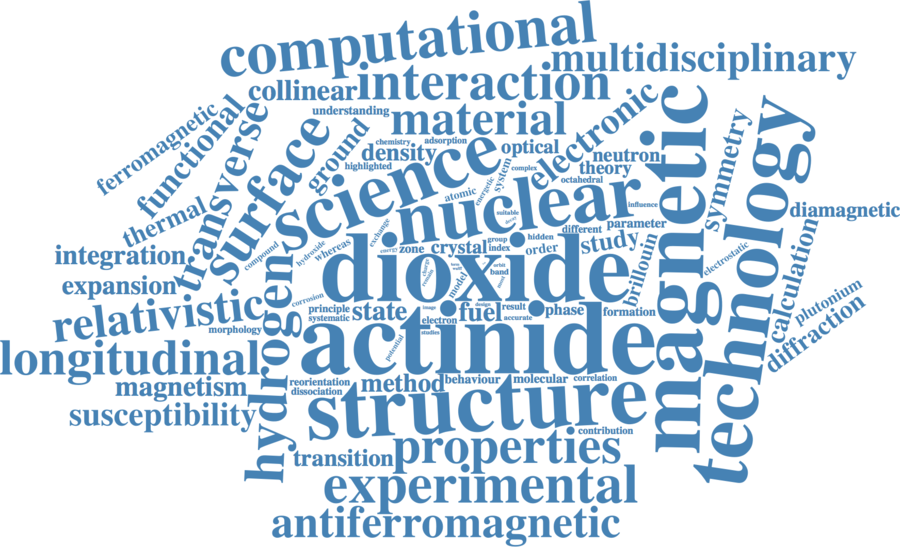 computational
multidisciplinary
collinear
interaction
understanding
material
electronic
ferromagnetic
functional
transverse
surface
ground
chemistry
adsorption
density
highlighted
optical
science
system
complex
neutron
theory
octahedral
magnetic
technology
symmetry
diamagnetic
thermal
atomic
energetic
nuclear
suitable
influence
different
parameter
study
integration
compound
hydroxide
whereas
exchange
energy
zone
crystal
group
index
hidden
order
brillouin
electrostatic
calculation
expansion
dioxide
charge
remain
model
orbit
band
plutonium
diffraction
relativistic
morphology
hydrogen
corrosion
principle
systematic
state
image
electron
studies
fuel
design
result
accurate
phase
formation
potential
actinide
longitudinal
magnetism
susceptibility
reorientation
dissociation
method
behaviour
molecular
correlation
structure
contribution
transition
properties
experimental
antiferromagnetic